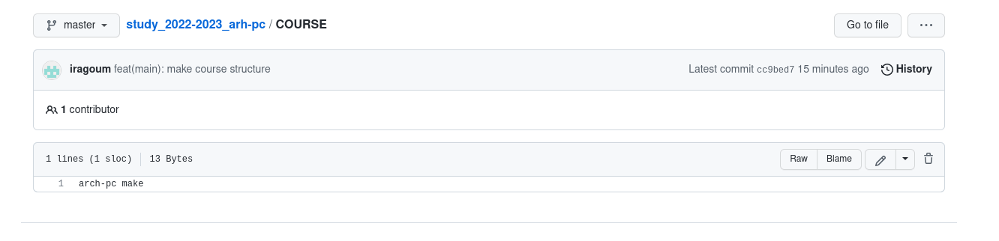 master study_2022-2023_arh-pc / COURSE Go to file ...
iragoum feat(main): make course structure Latest commit cc9bed7 15 minutes ago History
1 contributor
1 lines (1 sloc) 13 Bytes Raw Blame
1 arch-pc make